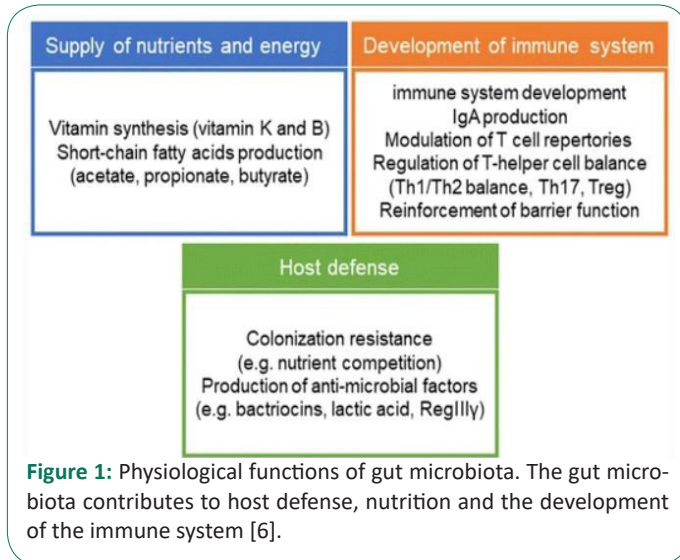 Supply of nutrients and energy
Vitamin synthesis (vitamin K and B)
Short-chain fatty acids production
(acetate, propionate, butyrate)
Development of immune system
immune system development
IgA production
Modulation of T cell repertories
Regulation of T-helper cell balance
(Th1/Th2 balance, Th17, Treg)
Reinforcement of barrier function
Host defense
Colonization resistance
(e.g. nutrient competition)
Production of anti-microbial factors
(e.g. bactriocins, lactic acid, RegIIIγ)
Figure 1: Physiological functions of gut microbiota. The gut micro-
biota contributes to host defense, nutrition and the development
of the immune system [6].